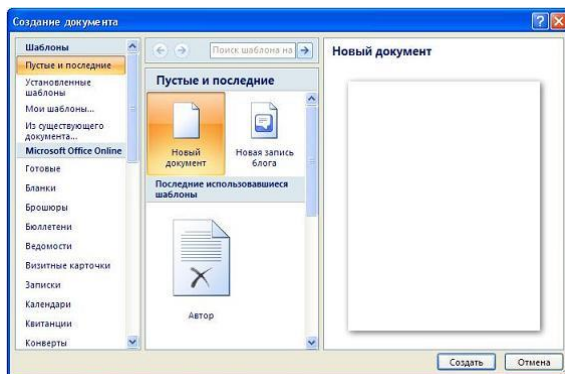 Создание документа
Шаблоны
Пустые и последние
Установленные
шаблоны
Мои шаблоны...
Из существующего
документа...
Microsoft Office Online
Готовые
Бланки
Брошюры
Бюллетени
Ведомости
Визитные карточки
Записки
Календари
Квитанции
Конверты
Поиск шаблона на
Пустые и последние
Новый
документ
Новая запись
блога
Последние использовавшиеся
шаблоны
Автор
Новый документ
Создать
Отмена